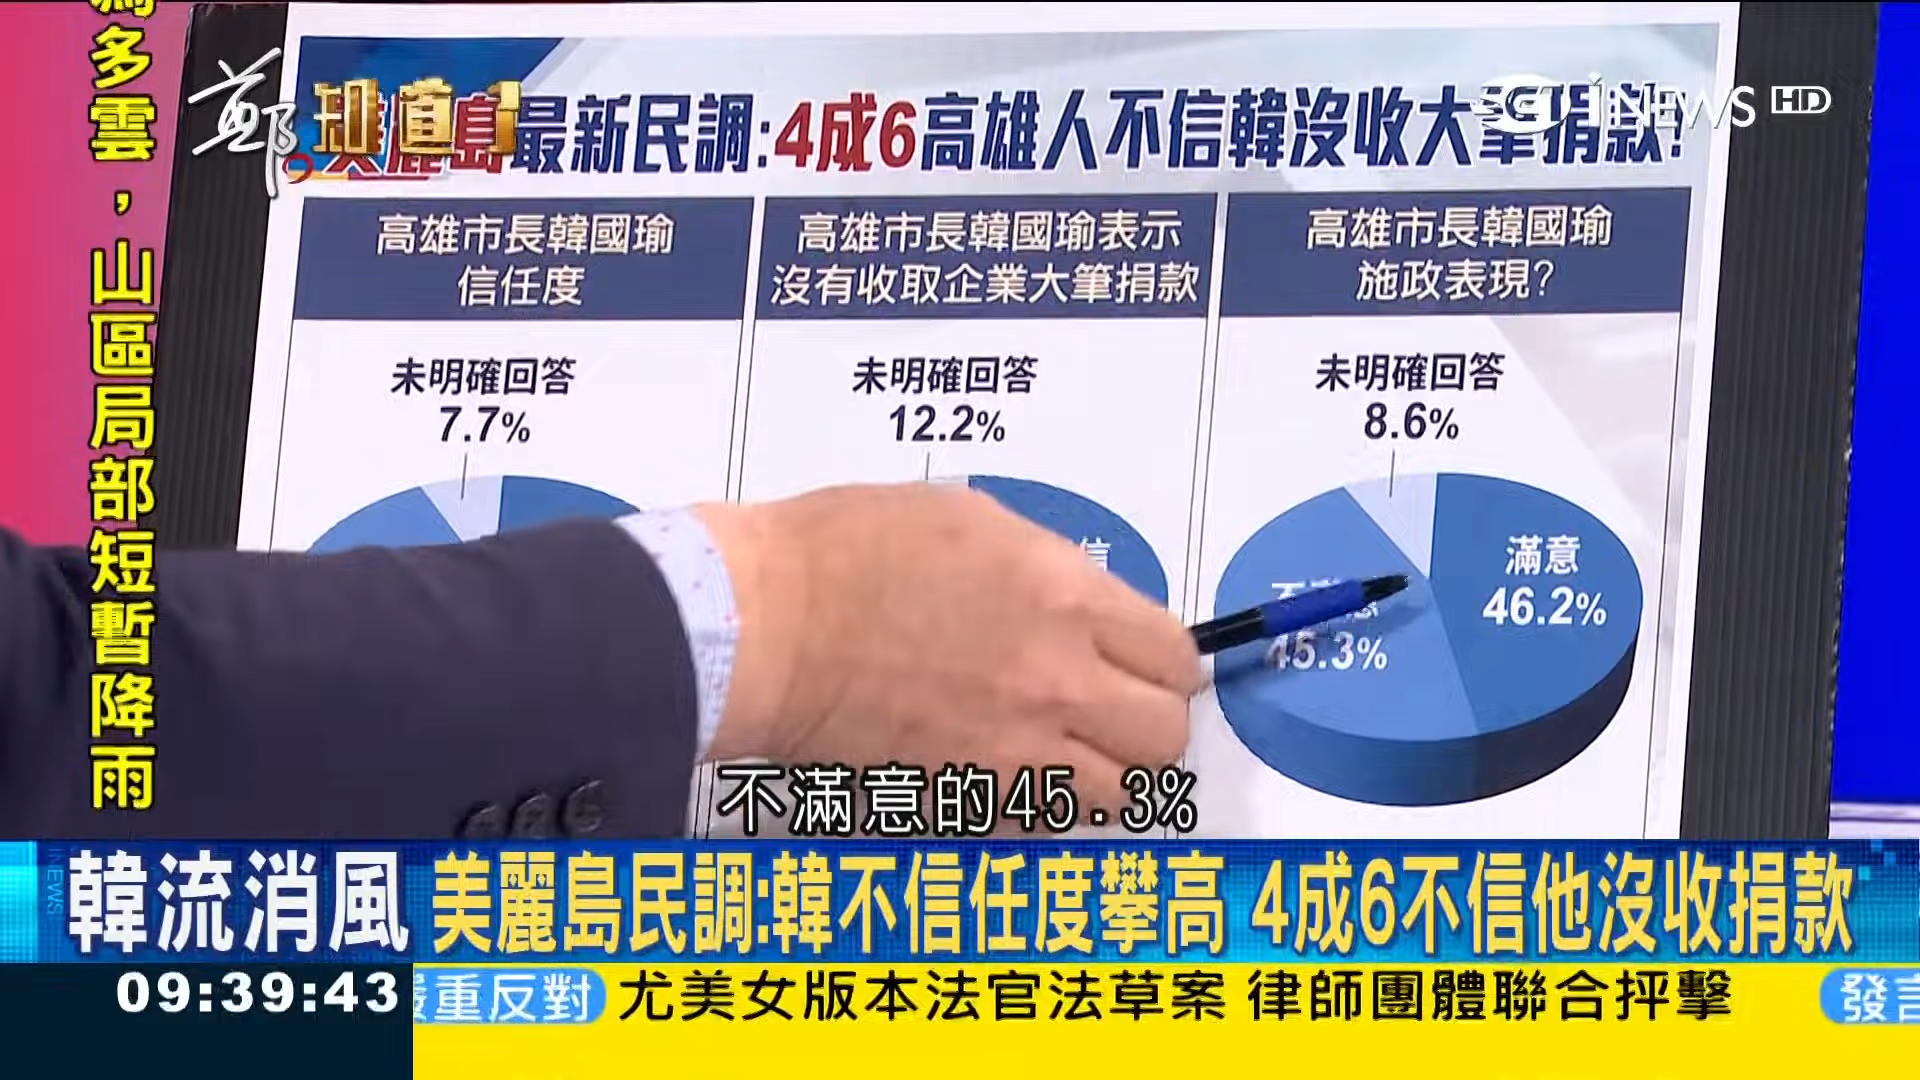 多雲，山區局部短暫降雨
鄭知道了
iNEWS HD
美麗島最新民調:4成6高雄人不信韓沒收大筆捐款!
高雄市長韓國瑜
信任度
未明確回答
7.7%
高雄市長韓國瑜表示
沒有收取企業大筆捐款
未明確回答
12.2%
信
高雄市長韓國瑜
施政表現?
未明確回答
8.6%
滿意
46.2%
45.3%
不滿意的45.3%
iNEWS
韓流消風
美麗島民調:韓不信任度攀高 4成6不信他沒收捐款
09:39:43
嚴重反對
尤美女版本法官法草案 律師團體聯合抨擊
發言